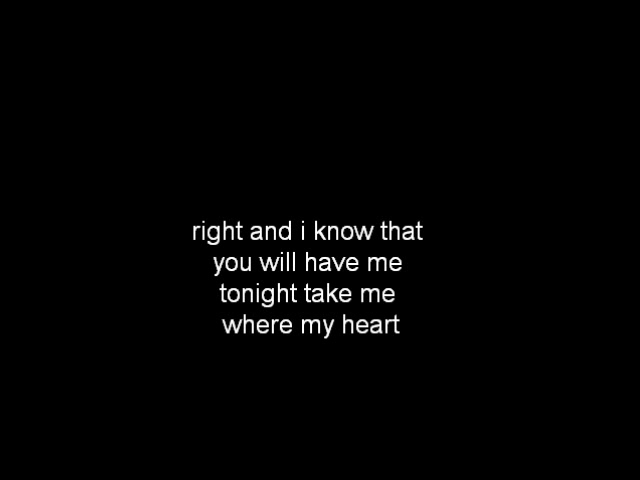 right and i know that
you will have me
tonight take me
where my heart